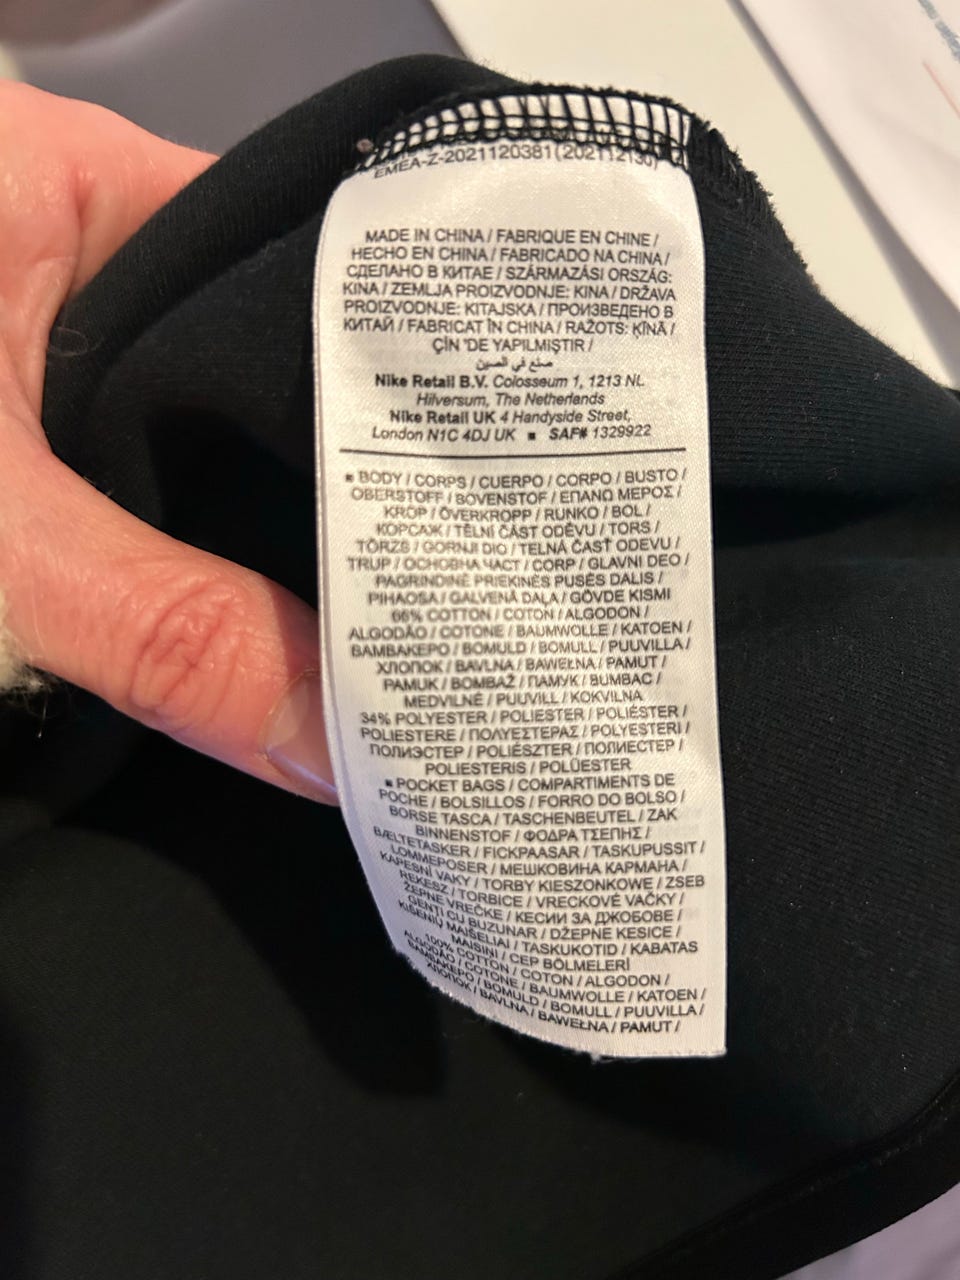 EMEA-Z-2021120381(202112130)
MADE IN CHINA / FABRIQUE EN CHINE /
HECHO EN CHINA / FABRICADO NA CHINA /
СДЕЛАНО В КИТАЕ / SZÁRMAZÁSI ORSZÁG:
KÍNA / ZEMLJA PROIZVODNJE: KINA / DRŽAVA
PROIZVODNJE: KITAJSKA / ПРОИЗВЕДЕНО В
КИТАЙ / FABRICAT ÎN CHINA / RAŽOTS: ĶĪNĀ /
ÇİN 'DE YAPILMIŞTIR /
صنع في الصين
Nike Retail B.V. Colosseum 1, 1213 NL
Hilversum, The Netherlands
Nike Retail UK 4 Handyside Street,
London N1C 4DJ UK ■ SAF# 1329922
■ BODY / CORPS / CUERPO / CORPO / BUSTO /
OBERSTOFF / BOVENSTOF / ΕΠΑΝΩ ΜΕΡΟΣ /
KROP / ÖVERKROPP / RUNKO / BOL /
КОРСАЖ / TĚLNÍ ČÁST ODĚVU / TORS /
TÖRZS / GORNJI DIO / TELNÁ ČASŤ ODEVU /
TRUP / ОСНОВНА ЧАСТ / CORP / GLAVNI DEO /
PAGRINDINĖ PRIEKINĖS PUSĖS DALIS /
PIHAOSA / GALVENĀ DAĻA / GÖVDE KISMI
66% COTTON / COTON / ALGODON /
ALGODÃO / COTONE / BAUMWOLLE / KATOEN /
ΒΑΜΒΑΚΕΡΟ / BOMULD / BOMULL / PUUVILLA /
ХЛОПОК / BAVLNA / BAWEŁNA / PAMUT /
PAMUK / BOMBAŽ / ПАМУК / BUMBAC /
MEDVILNĖ / PUUVILL / KOKVILNA
34% POLYESTER / POLIESTER / POLIÉSTER /
POLIESTERE / ΠΟΛΥΕΣΤΕΡΑΣ / POLYESTERI /
ПОЛИЭСТЕР / POLIÉSZTER / ПОЛИЕСТЕР /
POLIESTERIS / POLÜESTER
■ POCKET BAGS / COMPARTIMENTS DE
POCHE / BOLSILLOS / FORRO DO BOLSO /
BORSE TASCA / TASCHENBEUTEL / ZAK
BINNENSTOF / ΦΟΔΡΑ ΤΣΕΠΗΣ /
BÆLTETASKER / FICKPAASAR / TASKUPUSSIT /
LOMMEPOSER / МЕШКОВИНА КАРМАНА /
KAPESNÍ VAKY / TORBY KIESZONKOWE / ZSEB
REKESZ / TORBICE / VRECKOVÉ VAČKY /
ŽEPNE VREČKE / КЕСИИ ЗА ДЖОБОВЕ /
GENȚI CU BUZUNAR / DŽEPNE KESICE /
KIŠENIŲ MAIŠELIAI / TASKUKOTID / KABATAS
MAISIŅI / CEP BÖLMELERİ
100% COTTON / COTON / ALGODON /
ALGODÃO / COTONE / BAUMWOLLE / KATOEN /
ΒΑΜΒΑΚΕΡΟ / BOMULD / BOMULL / PUUVILLA /
ХЛОПОК / BAVLNA / BAWEŁNA / PAMUT /